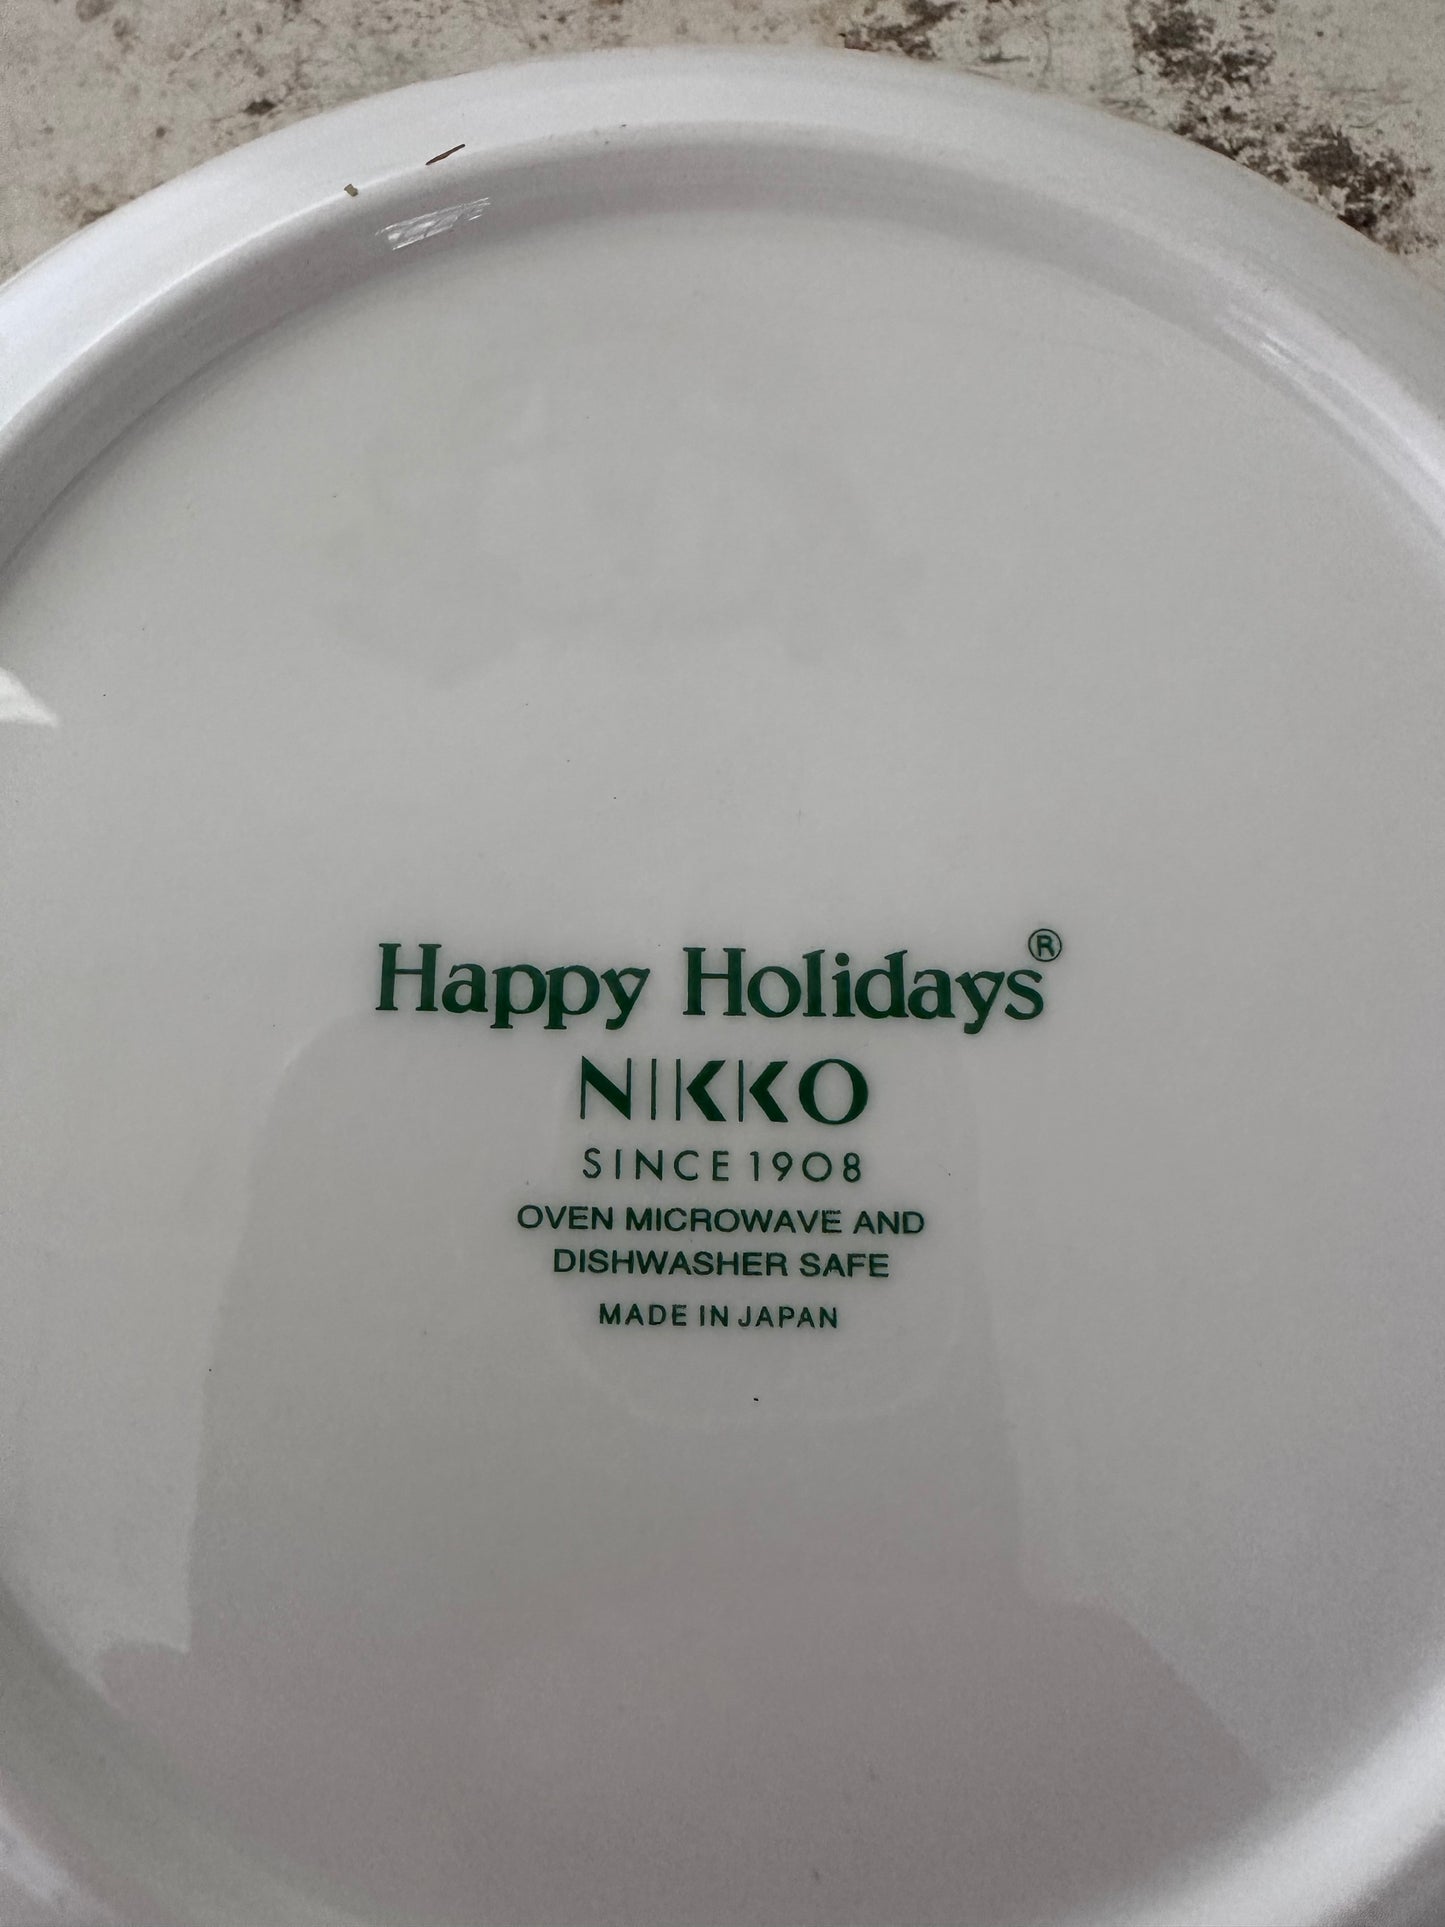 Happy Holidays®
NIKKO
SINCE 1908
OVEN MICROWAVE AND
DISHWASHER SAFE
MADE IN JAPAN